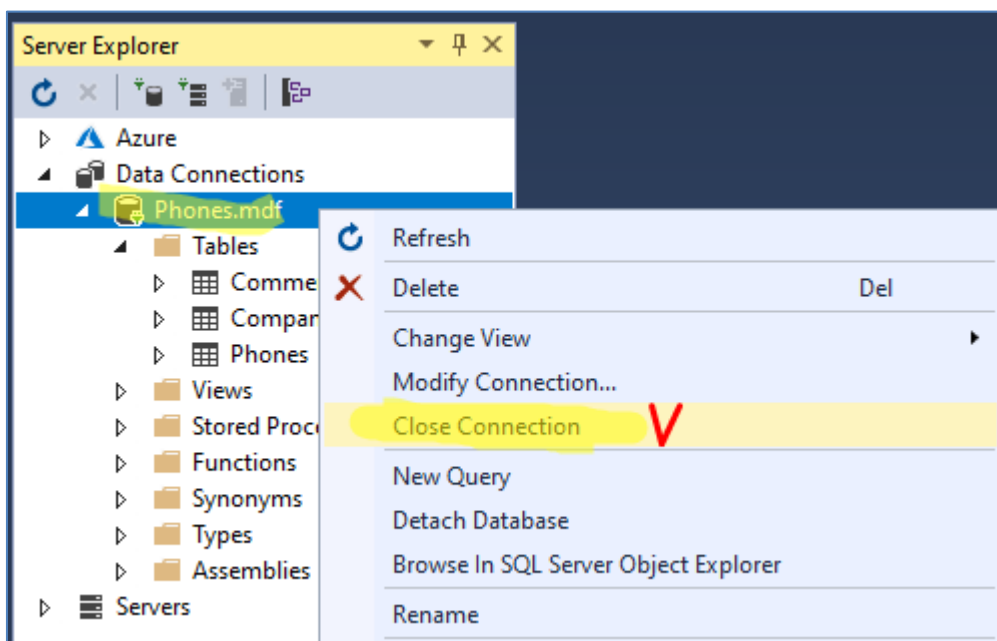 Server Explorer
Azure
Data Connections
Phones.mdf
Tables
Comme
Compar
Phones
Views
Stored Proc
Functions
Synonyms
Types
Assemblies
Servers
Refresh
Delete Del
Change View
Modify Connection...
Close Connection V
New Query
Detach Database
Browse In SQL Server Object Explorer
Rename